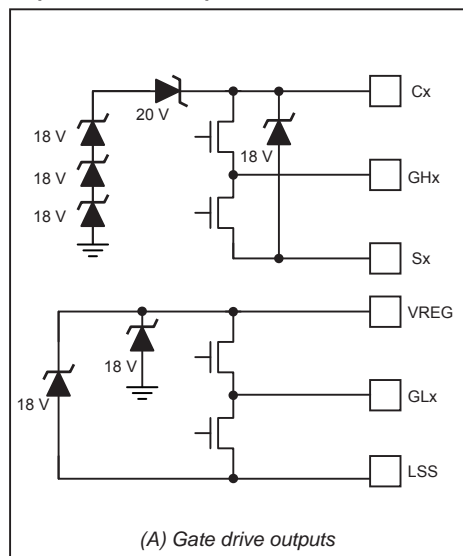 Cx
20 V
18 V
18 V
18 V
GHx
18 V
Sx
VREG
18 V
18 V
GLx
LSS
(A) Gate drive outputs